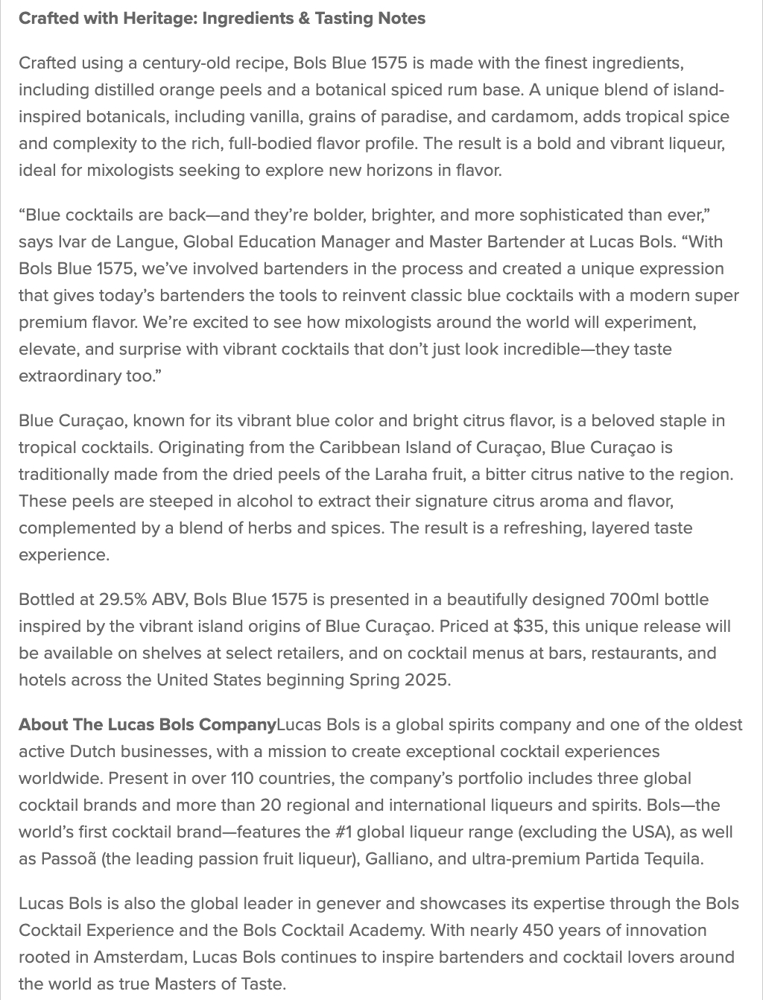 Crafted with Heritage: Ingredients & Tasting Notes
Crafted using a century-old recipe, Bols Blue 1575 is made with the finest ingredients,
including distilled orange peels and a botanical spiced rum base. A unique blend of island-
inspired botanicals, including vanilla, grains of paradise, and cardamom, adds tropical spice
and complexity to the rich, full-bodied flavor profile. The result is a bold and vibrant liqueur,
ideal for mixologists seeking to explore new horizons in flavor.
“Blue cocktails are back—and they’re bolder, brighter, and more sophisticated than ever,”
says Ivar de Langue, Global Education Manager and Master Bartender at Lucas Bols. “With
Bols Blue 1575, we’ve involved bartenders in the process and created a unique expression
that gives today’s bartenders the tools to reinvent classic blue cocktails with a modern super
premium flavor. We’re excited to see how mixologists around the world will experiment,
elevate, and surprise with vibrant cocktails that don’t just look incredible—they taste
extraordinary too.”
Blue Curaçao, known for its vibrant blue color and bright citrus flavor, is a beloved staple in
tropical cocktails. Originating from the Caribbean Island of Curaçao, Blue Curaçao is
traditionally made from the dried peels of the Laraha fruit, a bitter citrus native to the region.
These peels are steeped in alcohol to extract their signature citrus aroma and flavor,
complemented by a blend of herbs and spices. The result is a refreshing, layered taste
experience.
Bottled at 29.5% ABV, Bols Blue 1575 is presented in a beautifully designed 700ml bottle
inspired by the vibrant island origins of Blue Curaçao. Priced at $35, this unique release will
be available on shelves at select retailers, and on cocktail menus at bars, restaurants, and
hotels across the United States beginning Spring 2025.
About The Lucas Bols CompanyLucas Bols is a global spirits company and one of the oldest
active Dutch businesses, with a mission to create exceptional cocktail experiences
worldwide. Present in over 110 countries, the company’s portfolio includes three global
cocktail brands and more than 20 regional and international liqueurs and spirits. Bols—the
world’s first cocktail brand—features the #1 global liqueur range (excluding the USA), as well
as Passoã (the leading passion fruit liqueur), Galliano, and ultra-premium Partida Tequila.
Lucas Bols is also the global leader in genever and showcases its expertise through the Bols
Cocktail Experience and the Bols Cocktail Academy. With nearly 450 years of innovation
rooted in Amsterdam, Lucas Bols continues to inspire bartenders and cocktail lovers around
the world as true Masters of Taste.